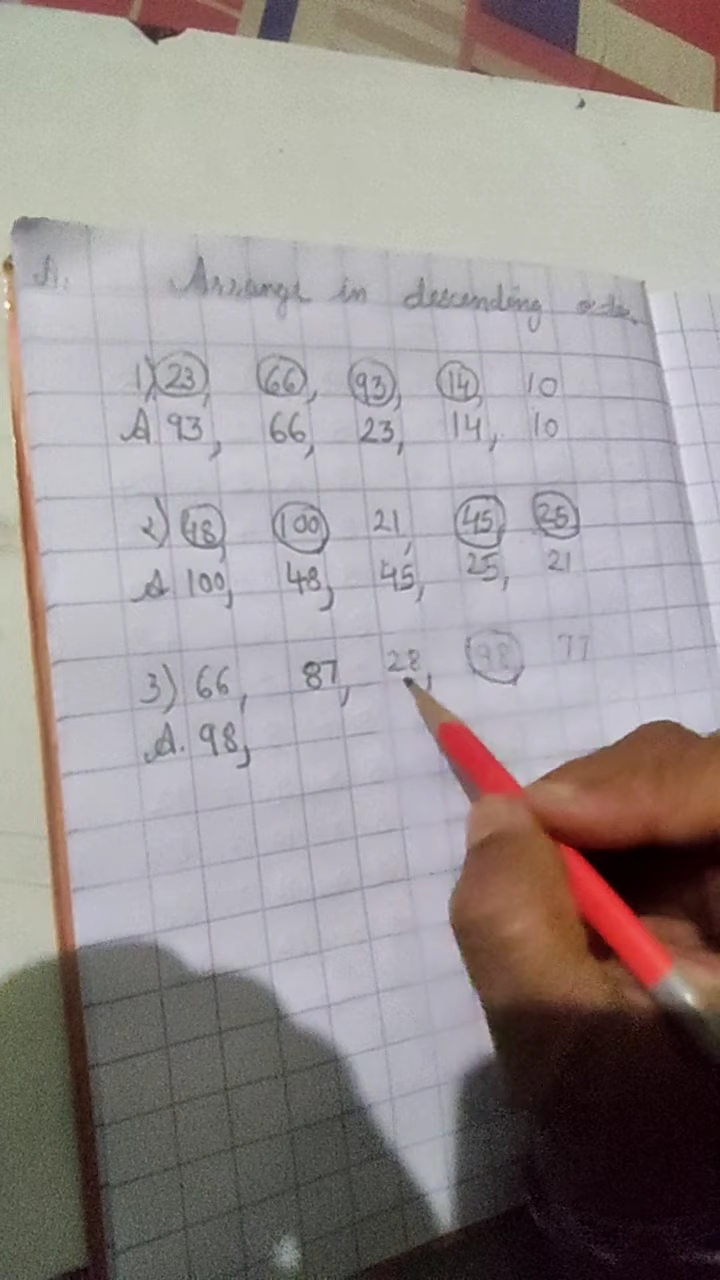 A. Arrange in descending order.
1) 23, 66, 93, 14, 10
A 93, 66, 23, 14, 10
2) 48, 100, 21, 45, 25
A 100, 48, 45, 25, 21
3) 66, 87, 28, 98 77
A. 98,